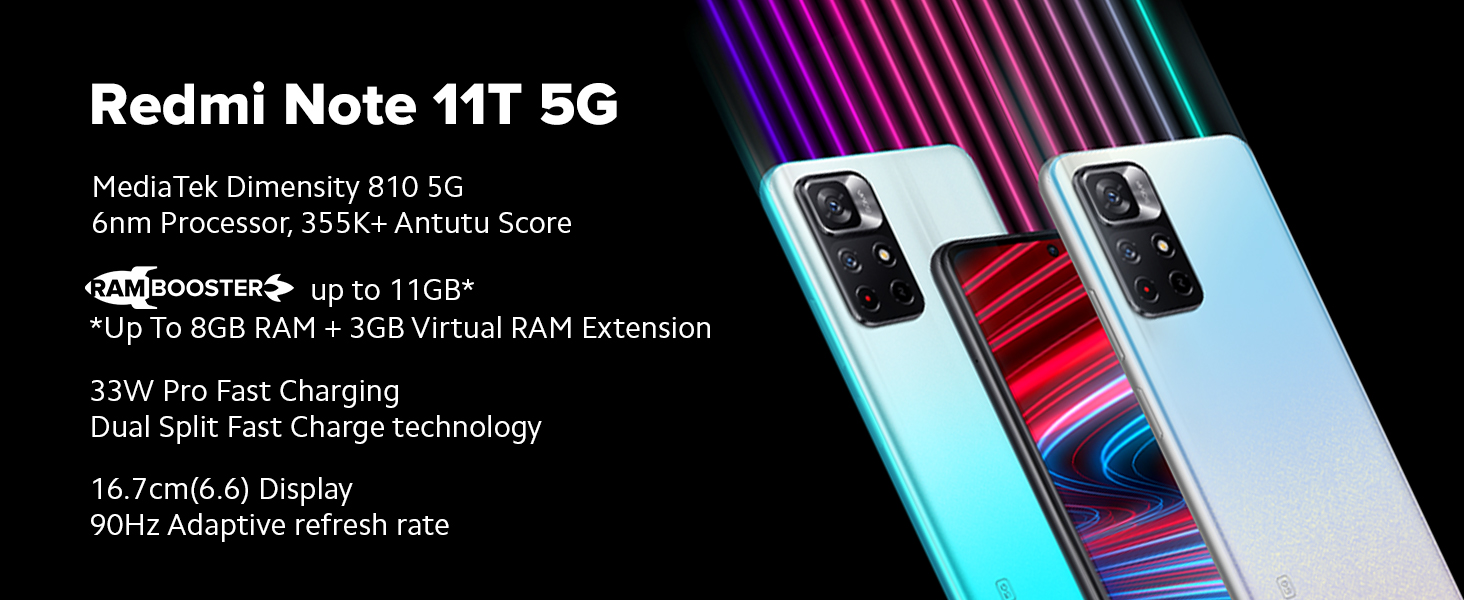 Redmi Note 11T 5G
MediaTek Dimensity 810 5G
6nm Processor, 355K+ Antutu Score
RAM BOOSTER up to 11GB*
*Up To 8GB RAM + 3GB Virtual RAM Extension
33W Pro Fast Charging
Dual Split Fast Charge technology
16.7cm(6.6) Display
90Hz Adaptive refresh rate